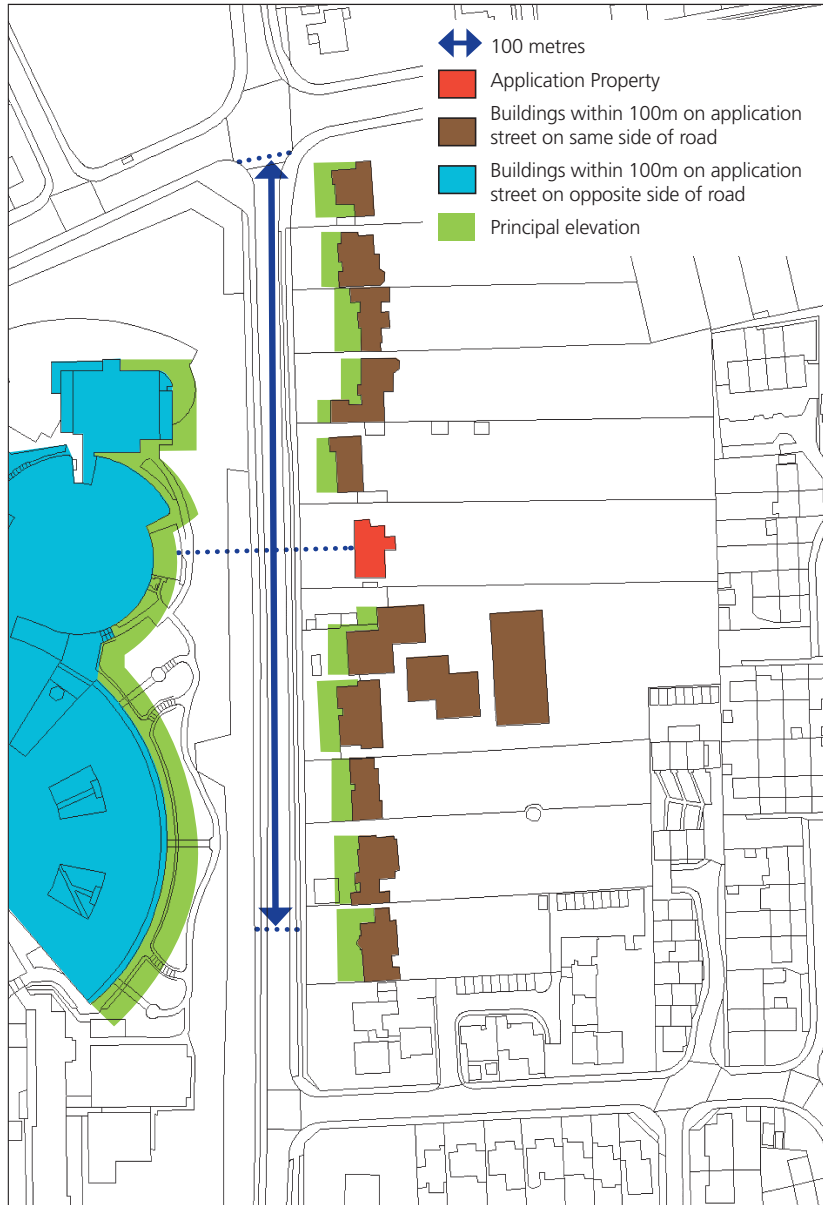 100 metres
Application Property
Buildings within 100m on application
street on same side of road
Buildings within 100m on application
street on opposite side of road
Principal elevation